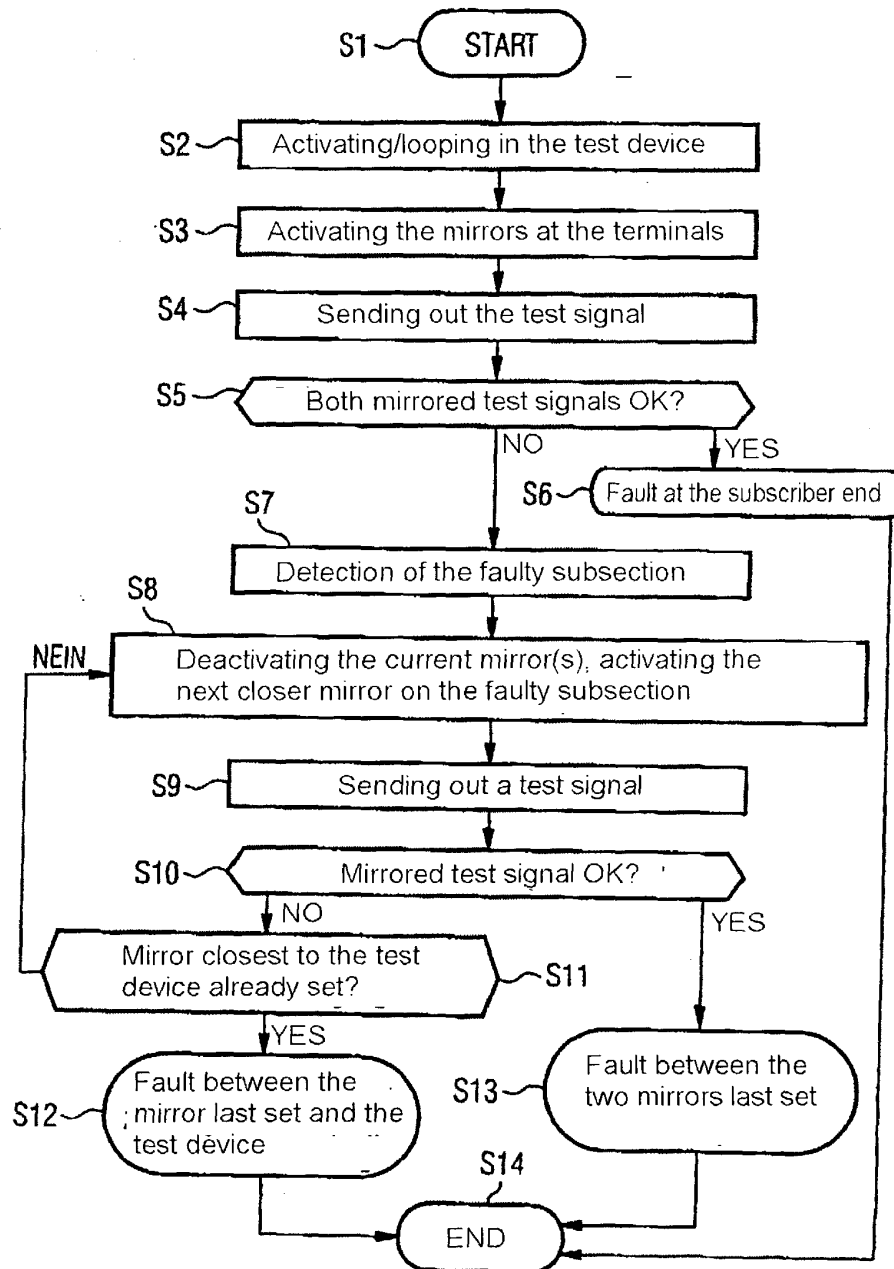 S1 START
S2 Activating/looping in the test device
S3 Activating the mirrors at the terminals
S4 Sending out the test signal
S5 Both mirrored test signals OK?
NO YES
S6 Fault at the subscriber end
S7
Detection of the faulty subsection
S8
NEIN Deactivating the current mirror(s), activating the
next closer mirror on the faulty subsection
S9 Sending out a test signal
S10 Mirrored test signal OK?
NO YES
Mirror closest to the test
device already set?
S11
YES
S12
Fault between the
mirror last set and the
test device
S13
Fault between the
two mirrors last set
S14
END